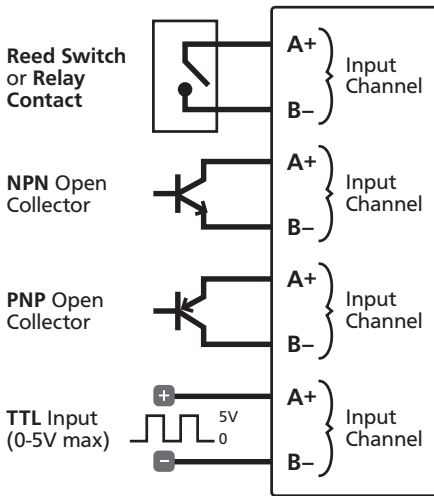 Reed Switch
or Relay
Contact
A+
B–
Input
Channel
NPN Open
Collector
A+
B–
Input
Channel
PNP Open
Collector
A+
B–
Input
Channel
TTL Input
(0-5V max)
+
5V
0
–
A+
B–
Input
Channel